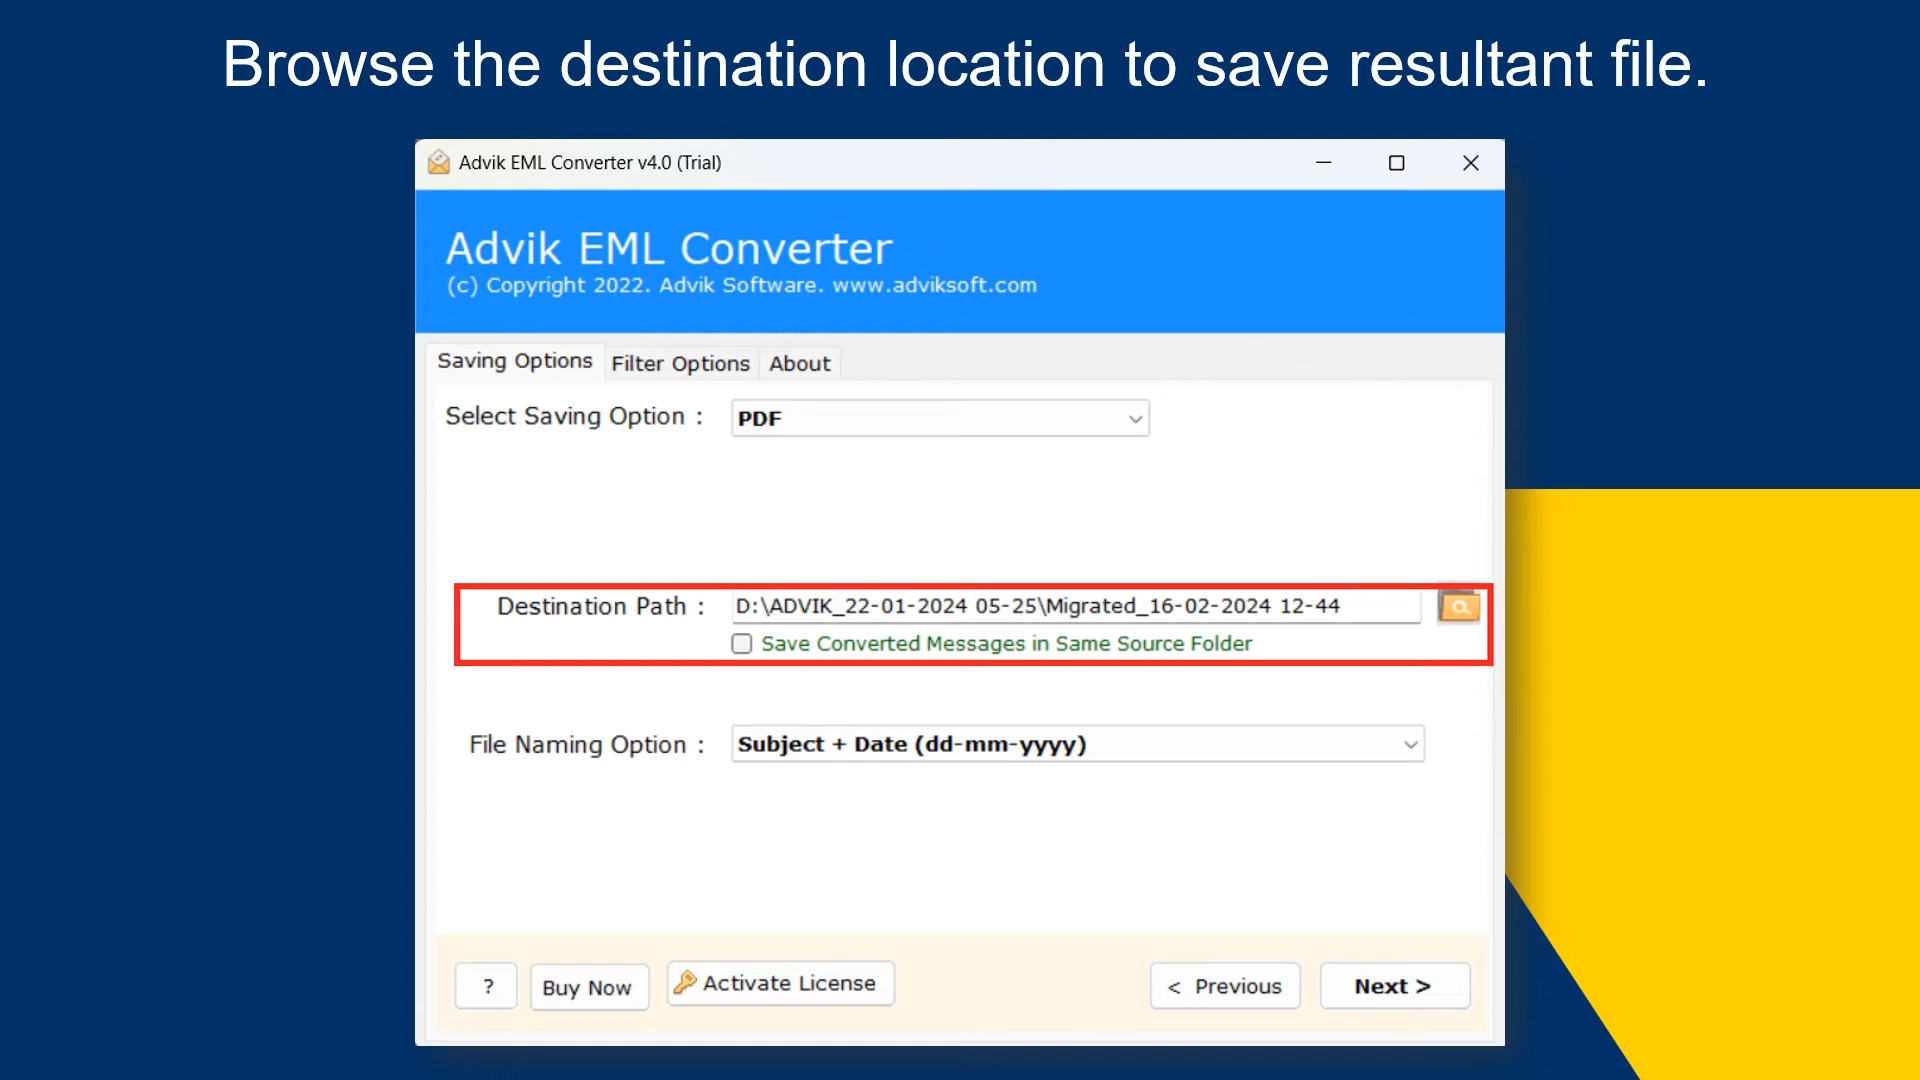 Browse the destination location to save resultant file.
Advik EML Converter v4.0 (Trial)
Advik EML Converter
(c) Copyright 2022. Advik Software. www.adviksoft.com
Saving Options Filter Options About
Select Saving Option : PDF
Destination Path : D:\ADVIK_22-01-2024 05-25\Migrated_16-02-2024 12-44
Save Converted Messages in Same Source Folder
File Naming Option : Subject + Date (dd-mm-yyyy)
? Buy Now Activate License < Previous Next >